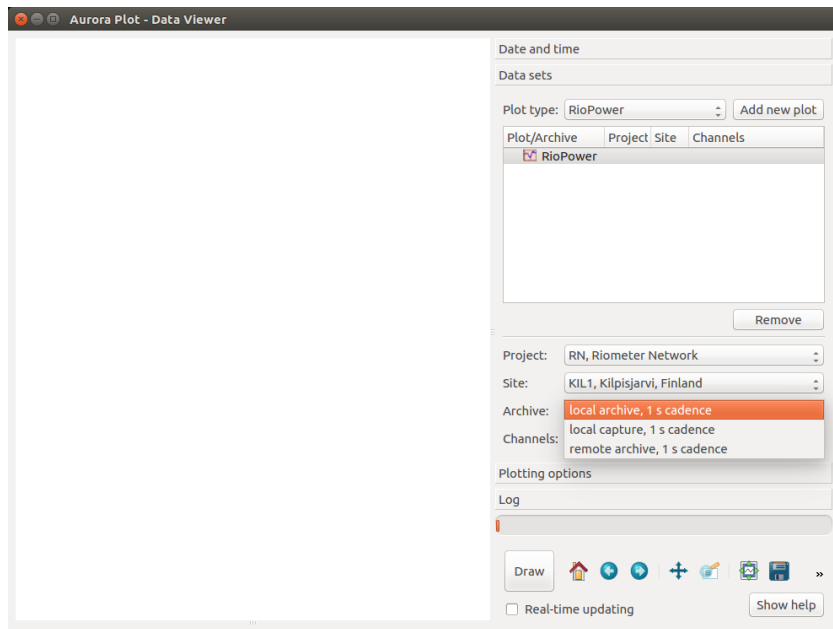 Aurora Plot - Data Viewer
Date and time
Data sets
Plot type: RioPower Add new plot
Plot/Archive Project Site Channels
RioPower
Remove
Project: RN, Riometer Network
Site: KIL1, Kilpisjarvi, Finland
Archive: local archive, 1 s cadence
local capture, 1 s cadence
Channels: remote archive, 1 s cadence
Plotting options
Log
Draw »
Real-time updating Show help